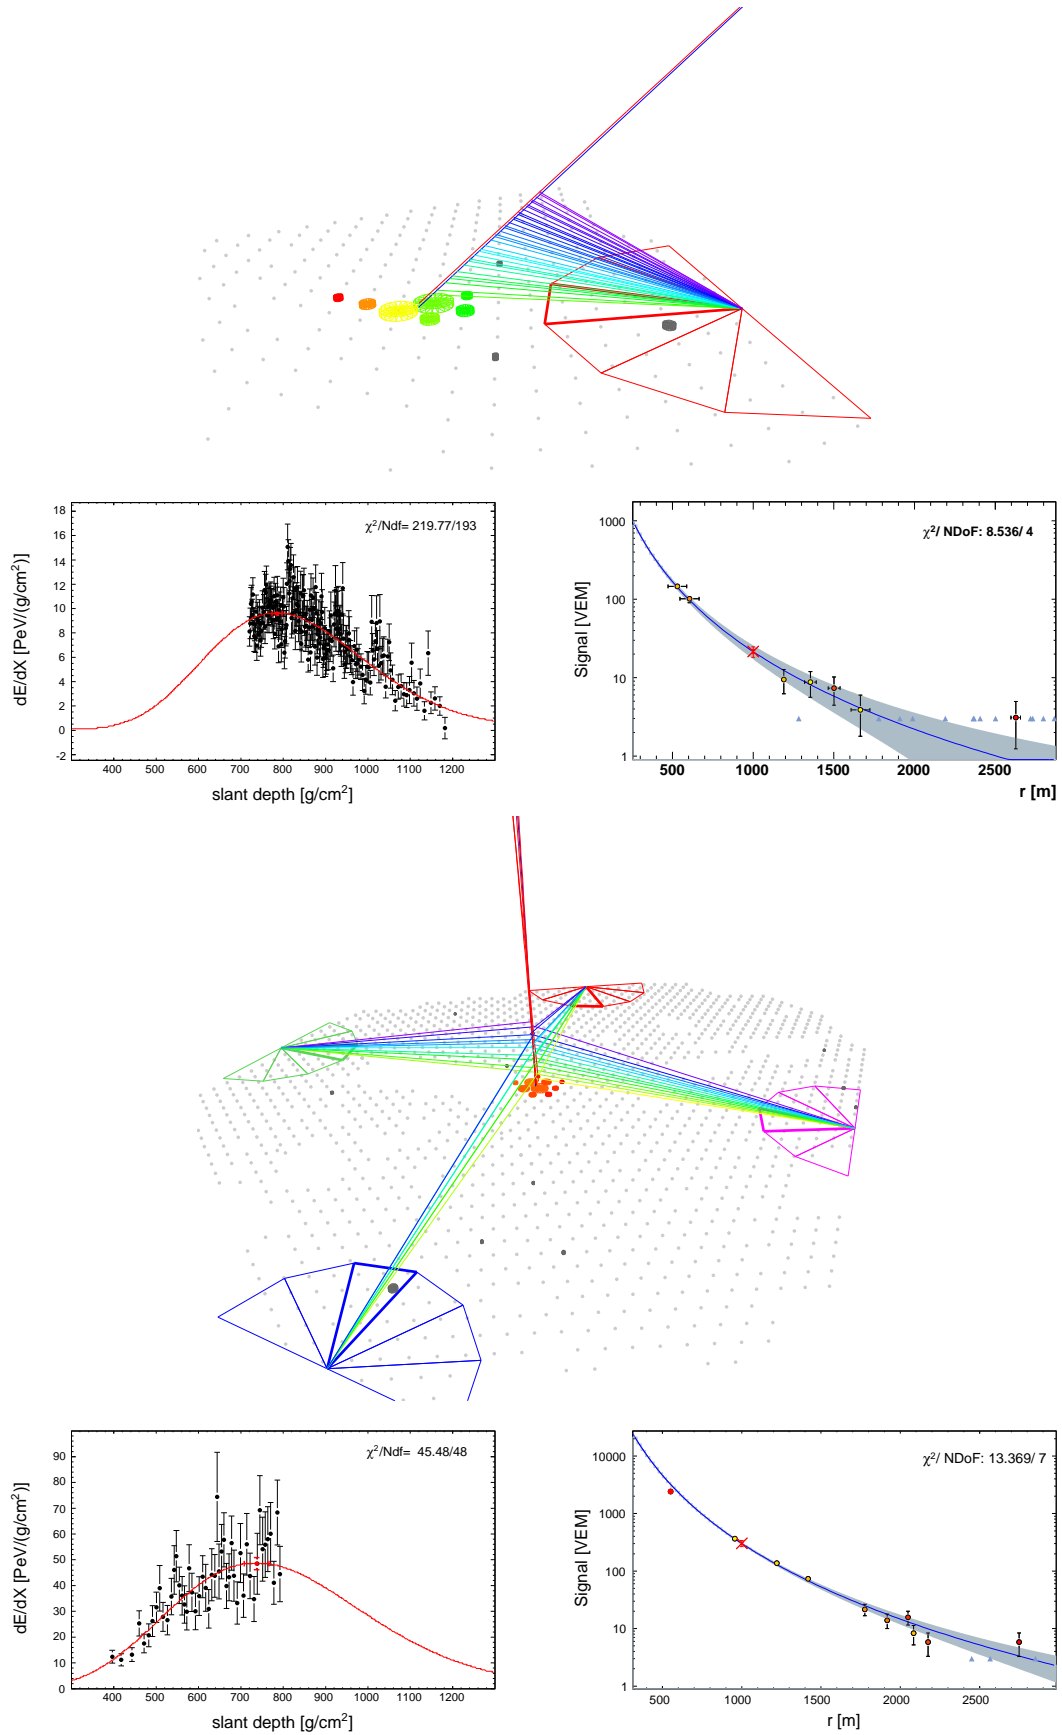 18
16
14
12
10
8
6
4
2
0
-2
dE/dX [PeV/(g/cm²)]
χ²/Ndf= 219.77/193
400 500 600 700 800 900 1000 1100 1200
slant depth [g/cm²]
1000
100
10
1
Signal [VEM]
χ²/ NDoF: 8.536/ 4
500 1000 1500 2000 2500
r [m]
90
80
70
60
50
40
30
20
10
0
dE/dX [PeV/(g/cm²)]
χ²/Ndf= 45.48/48
400 500 600 700 800 900 1000 1100 1200
slant depth [g/cm²]
10000
1000
100
10
1
Signal [VEM]
χ²/ NDoF: 13.369/ 7
500 1000 1500 2000 2500
r [m]